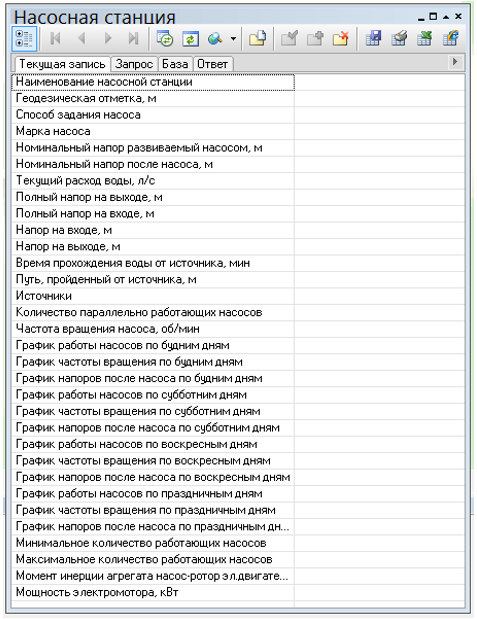 Насосная станция
Текущая запись Запрос База Ответ
Наименование насосной станции
Геодезическая отметка, м
Способ задания насоса
Марка насоса
Номинальный напор развиваемый насосом, м
Номинальный напор после насоса, м
Текущий расход воды, л/с
Полный напор на выходе, м
Полный напор на входе, м
Напор на входе, м
Напор на выходе, м
Время прохождения воды от источника, мин
Путь, пройденный от источника, м
Источники
Количество параллельно работающих насосов
Частота вращения насоса, об/мин
График работы насосов по будним дням
График частоты вращения по будним дням
График напоров после насоса по будним дням
График работы насосов по субботним дням
График частоты вращения по субботним дням
График напоров после насоса по субботним дням
График работы насосов по воскресным дням
График частоты вращения по воскресным дням
График напоров после насоса по воскресным дням
График работы насосов по праздничным дням
График частоты вращения по праздничным дням
График напоров после насоса по праздничным дн...
Минимальное количество работающих насосов
Максимальное количество работающих насосов
Момент инерции агрегата насос-ротор эл.двигате...
Мощность электромотора, кВт